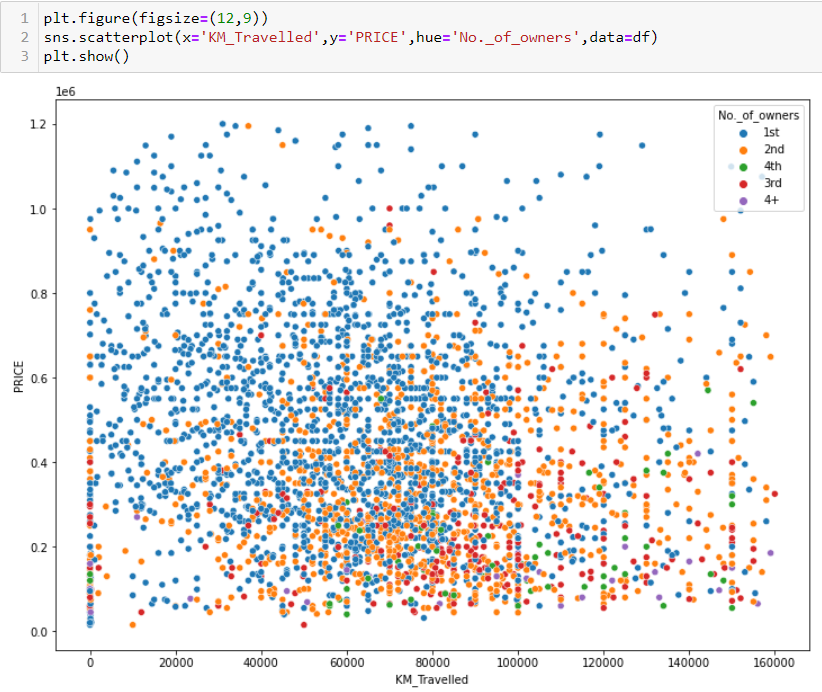 1 plt.figure(figsize=(12,9))
2 sns.scatterplot(x='KM_Travelled',y='PRICE',hue='No._of_owners',data=df)
3 plt.show()
1e6
No._of_owners
1st
2nd
4th
3rd
4+
1.2
1.0
0.8
0.6
0.4
0.2
0.0
PRICE
0 20000 40000 60000 80000 100000 120000 140000 160000
KM_Travelled